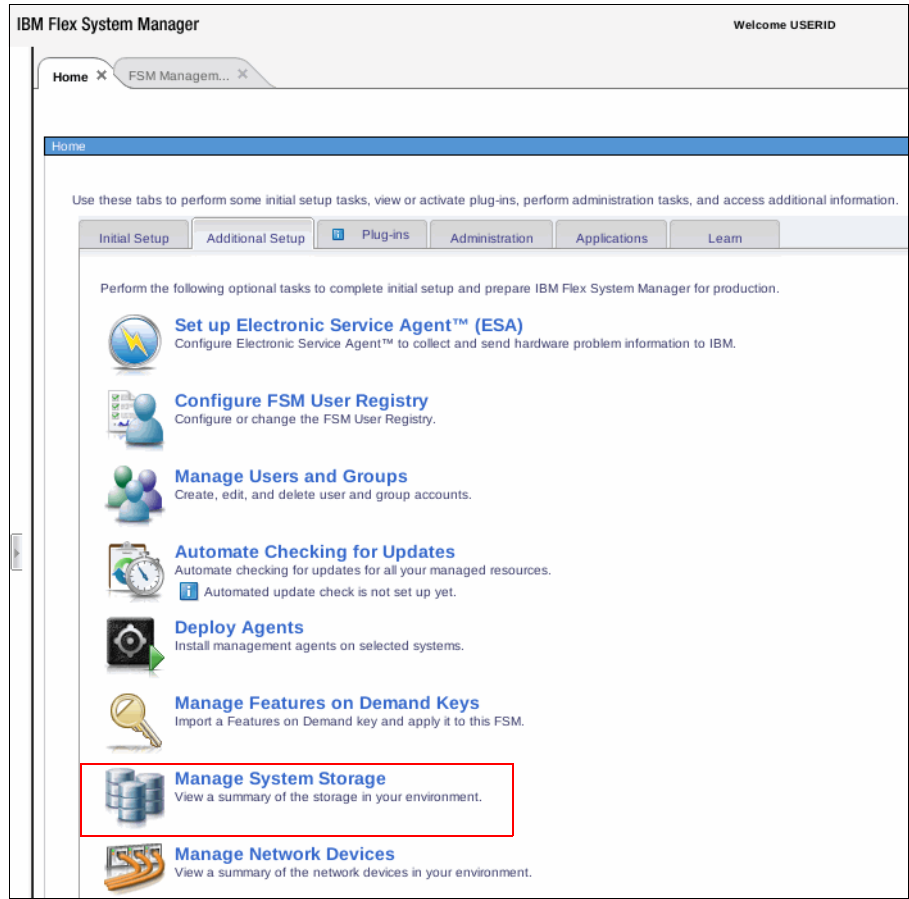 IBM Flex System Manager
Welcome USERID
Home
FSM Managem...
Home
Use these tabs to perform some initial setup tasks, view or activate plug-ins, perform administration tasks, and access additional information.
Initial Setup
Additional Setup
Plug-ins
Administration
Applications
Learn
Perform the following optional tasks to complete initial setup and prepare IBM Flex System Manager for production.
Set up Electronic Service Agent™ (ESA)
Configure Electronic Service Agent™ to collect and send hardware problem information to IBM.
Configure FSM User Registry
Configure or change the FSM User Registry.
Manage Users and Groups
Create, edit, and delete user and group accounts.
Automate Checking for Updates
Automate checking for updates for all your managed resources.
Automated update check is not set up yet.
Deploy Agents
Install management agents on selected systems.
Manage Features on Demand Keys
Import a Features on Demand key and apply it to this FSM.
Manage System Storage
View a summary of the storage in your environment.
Manage Network Devices
View a summary of the network devices in your environment.